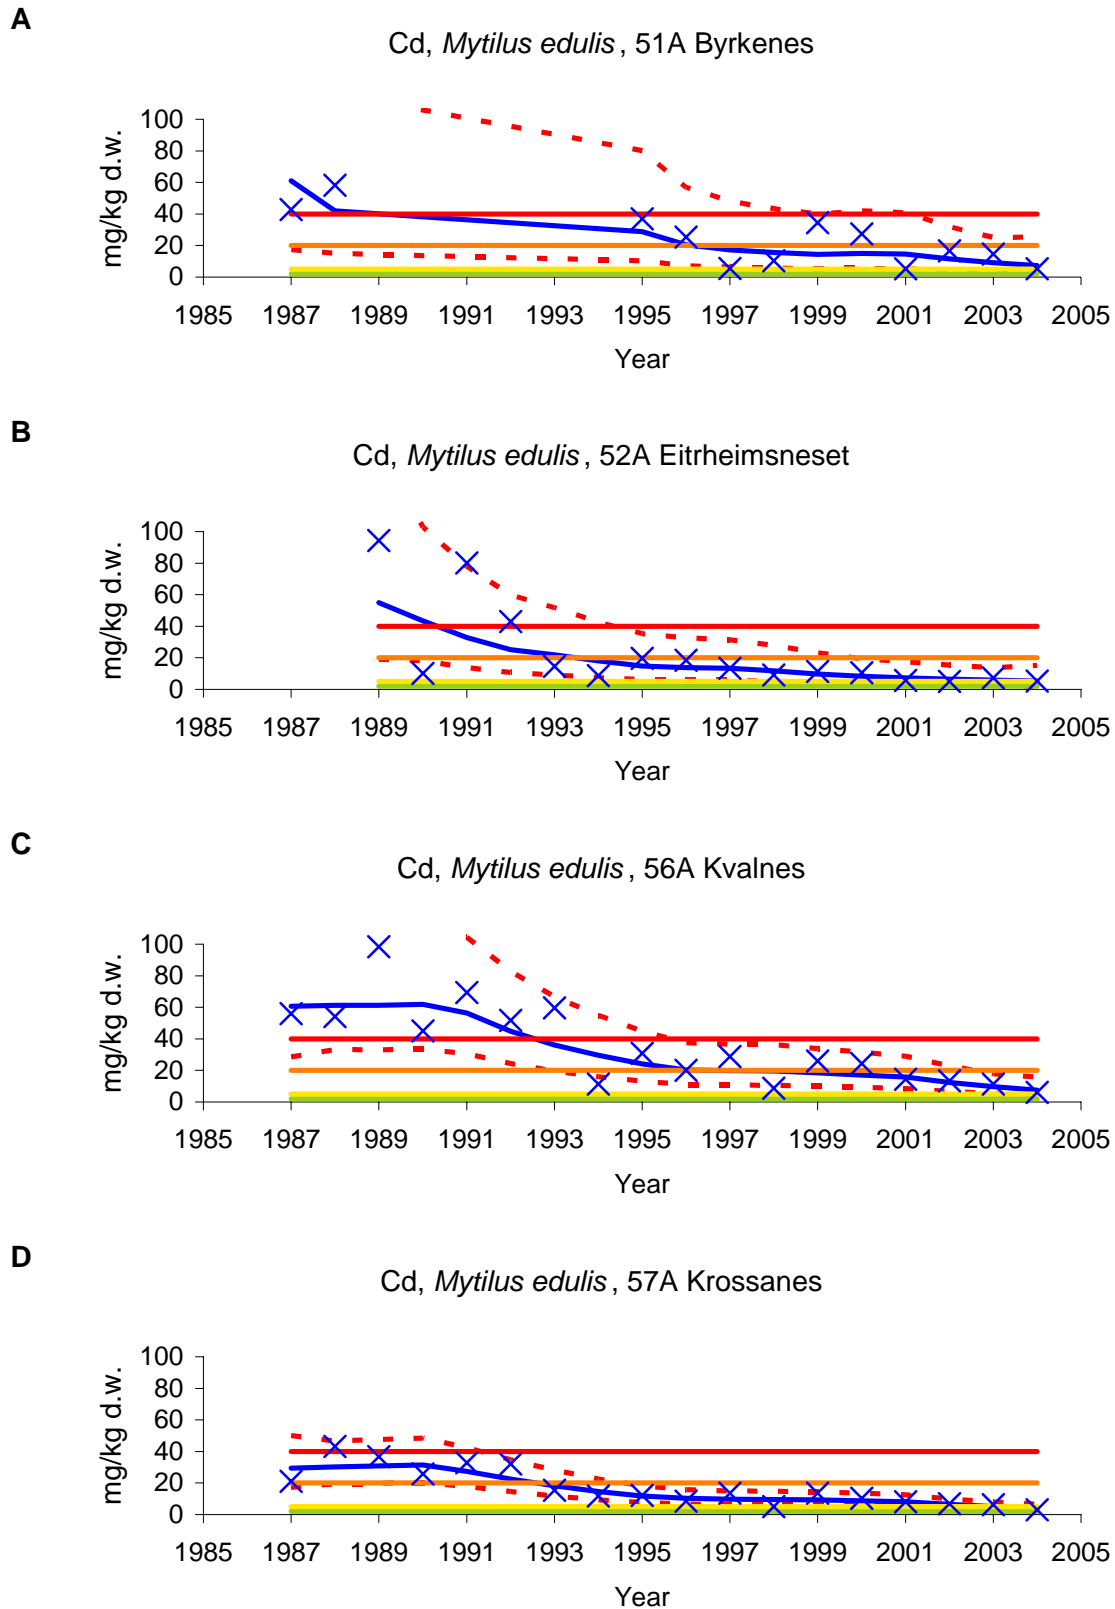 A
Cd, Mytilus edulis, 51A Byrkenes
mg/kg d.w.
100
80
60
40
20
0
1985 1987 1989 1991 1993 1995 1997 1999 2001 2003 2005
Year
B
Cd, Mytilus edulis, 52A Eitrheimsneset
mg/kg d.w.
100
80
60
40
20
0
1985 1987 1989 1991 1993 1995 1997 1999 2001 2003 2005
Year
C
Cd, Mytilus edulis, 56A Kvalnes
mg/kg d.w.
100
80
60
40
20
0
1985 1987 1989 1991 1993 1995 1997 1999 2001 2003 2005
Year
D
Cd, Mytilus edulis, 57A Krossanes
mg/kg d.w.
100
80
60
40
20
0
1985 1987 1989 1991 1993 1995 1997 1999 2001 2003 2005
Year